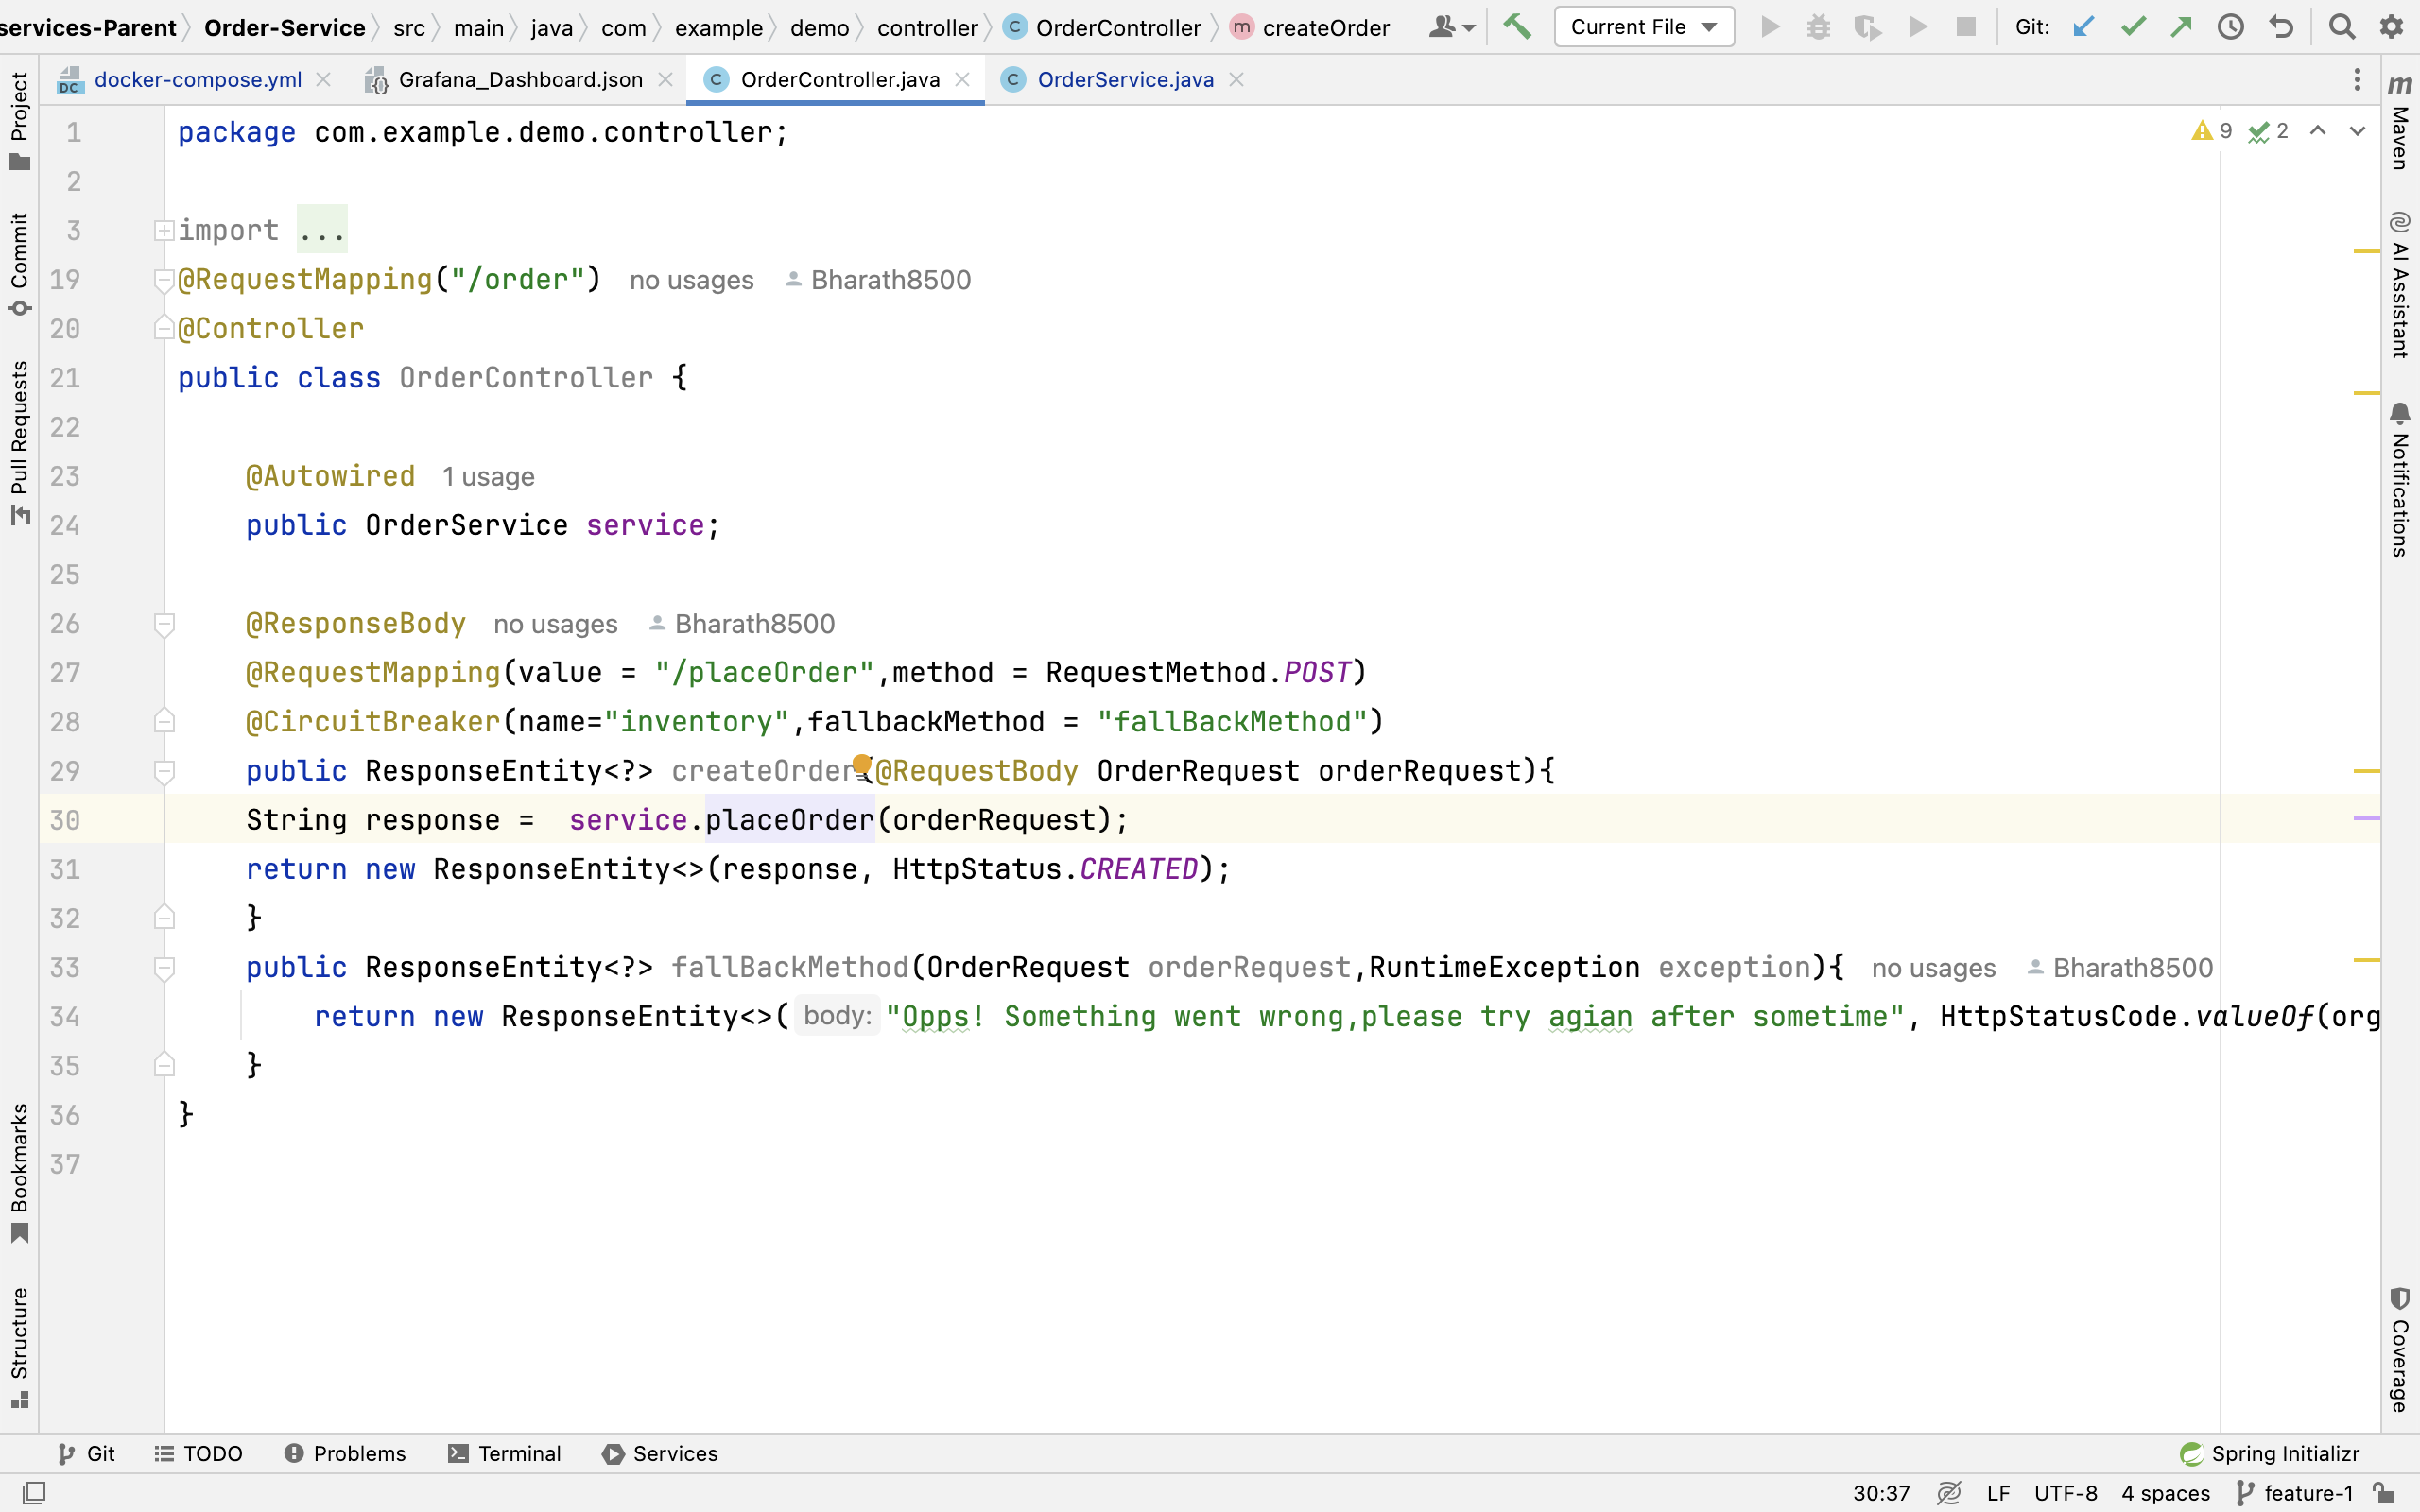 services-Parent Order-Service src main java com example demo controller C OrderController m createOrder Current File Git:
DC docker-compose.yml Grafana_Dashboard.json C OrderController.java C OrderService.java
Project
Commit
Pull Requests
Bookmarks
Structure
1 package com.example.demo.controller; 9 2
2
3 import ...
19 @RequestMapping("/order") no usages Bharath8500
20 @Controller
21 public class OrderController {
22
23 @Autowired 1 usage
24 public OrderService service;
25
26 @ResponseBody no usages Bharath8500
27 @RequestMapping(value = "/placeOrder",method = RequestMethod.POST)
28 @CircuitBreaker(name="inventory",fallbackMethod = "fallBackMethod")
29 public ResponseEntity<?> createOrder(@RequestBody OrderRequest orderRequest){
30 String response =  service.placeOrder(orderRequest);
31 return new ResponseEntity<>(response, HttpStatus.CREATED);
32 }
33 public ResponseEntity<?> fallBackMethod(OrderRequest orderRequest,RuntimeException exception){ no usages Bharath8500
34 return new ResponseEntity<>( body: "Opps! Something went wrong,please try agian after sometime", HttpStatusCode.valueOf(org
35 }
36 }
37
m Maven
AI Assistant
Notifications
Coverage
Git TODO Problems Terminal Services Spring Initializr
30:37 LF UTF-8 4 spaces feature-1